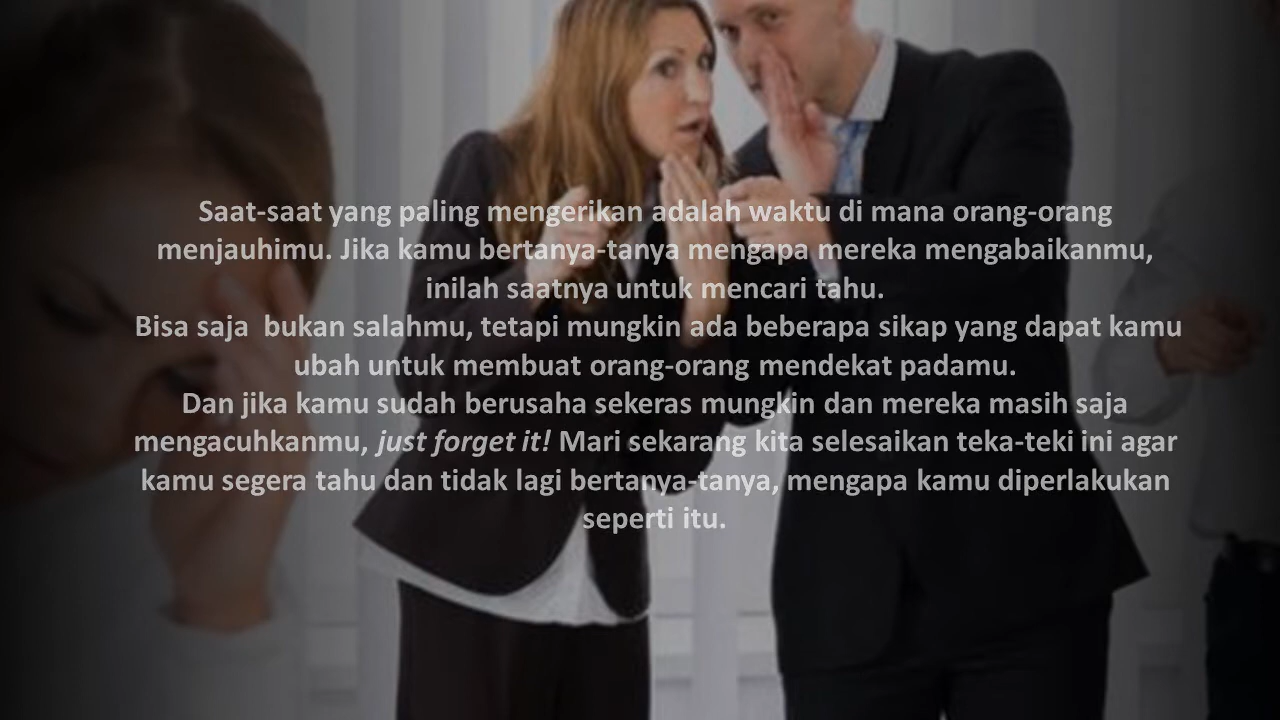 Saat-saat yang paling mengerikan adalah waktu di mana orang-orang
menjauhimu. Jika kamu bertanya-tanya mengapa mereka mengabaikanmu,
inilah saatnya untuk mencari tahu.
Bisa saja  bukan salahmu, tetapi mungkin ada beberapa sikap yang dapat kamu
ubah untuk membuat orang-orang mendekat padamu.
Dan jika kamu sudah berusaha sekeras mungkin dan mereka masih saja
mengacuhkanmu, just forget it! Mari sekarang kita selesaikan teka-teki ini agar
kamu segera tahu dan tidak lagi bertanya-tanya, mengapa kamu diperlakukan
seperti itu.